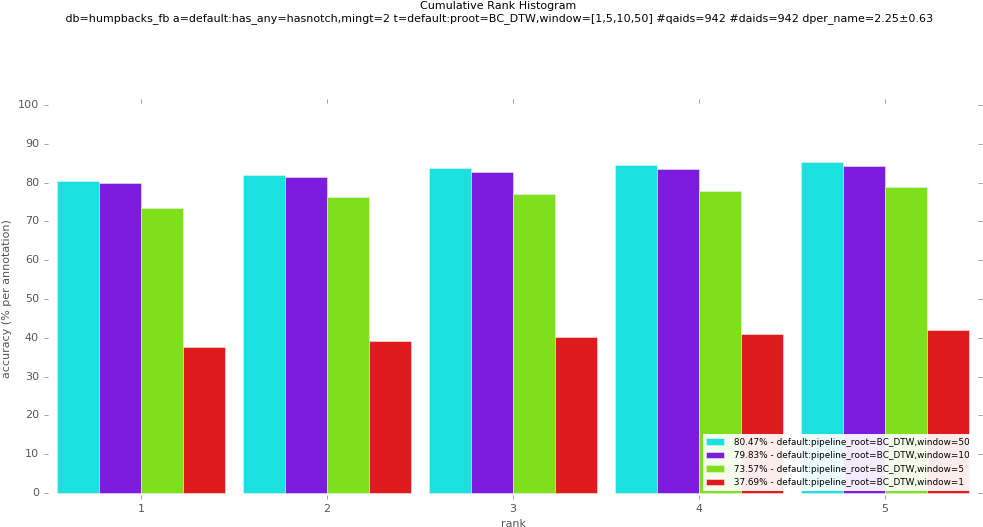 Cumulative Rank Histogram
db=humpbacks_fb a=default:has_any=hasnotch,mingt=2 t=default:proot=BC_DTW,window=[1,5,10,50] #qaids=942 #daids=942 dper_name=2.25±0.63
100
90
80
70
60
50
40
30
20
10
0
accuracy (% per annotation)
80.47% - default:pipeline_root=BC_DTW,window=50
79.83% - default:pipeline_root=BC_DTW,window=10
73.57% - default:pipeline_root=BC_DTW,window=5
37.69% - default:pipeline_root=BC_DTW,window=1
1 2 3 4 5
rank